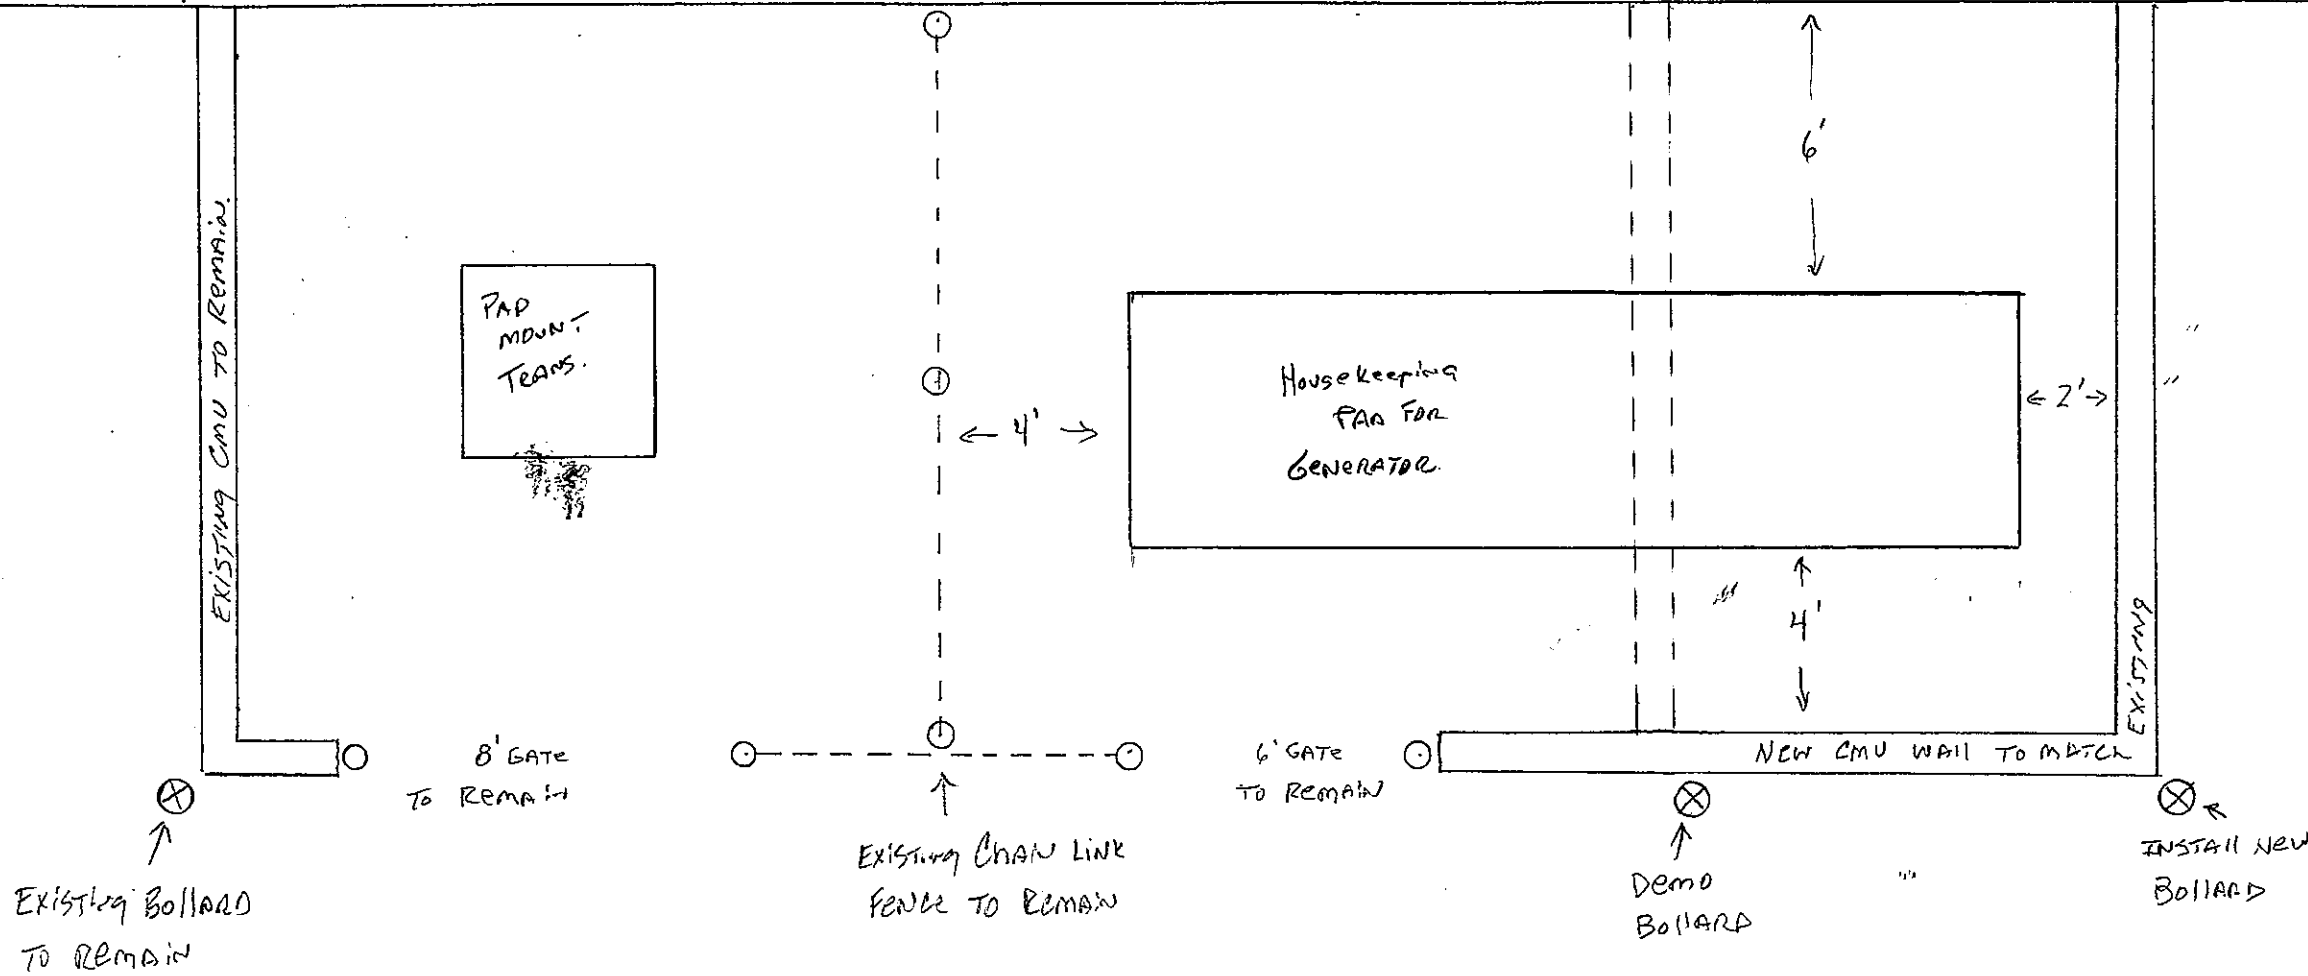 6'
EXISTING CMU TO REMAIN.
PAD
MOUNT
TRANS.
Housekeeping
PAD FOR
GENERATOR.
← 4' →
← 2' →
4'
EXISTING
8' GATE
TO REMAIN
6' GATE
TO REMAIN
NEW CMU WALL TO MATCH
EXISTING CHAIN LINK
FENCE TO REMAIN
EXISTING BOLLARD
TO REMAIN
DEMO
BOLLARD
INSTALL NEW
BOLLARD